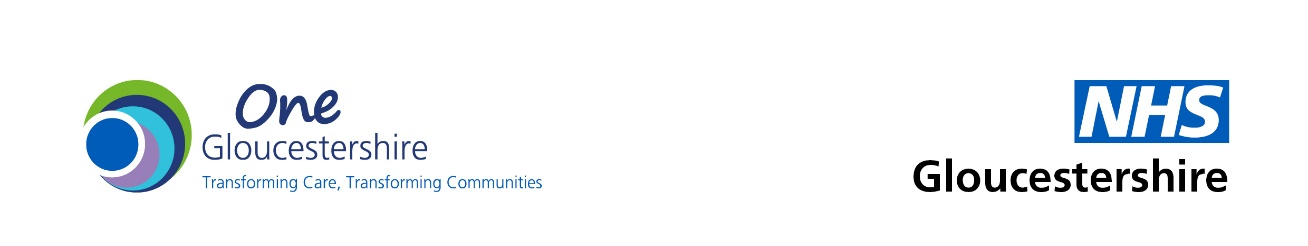 One
Gloucestershire
Transforming Care, Transforming Communities
NHS
Gloucestershire